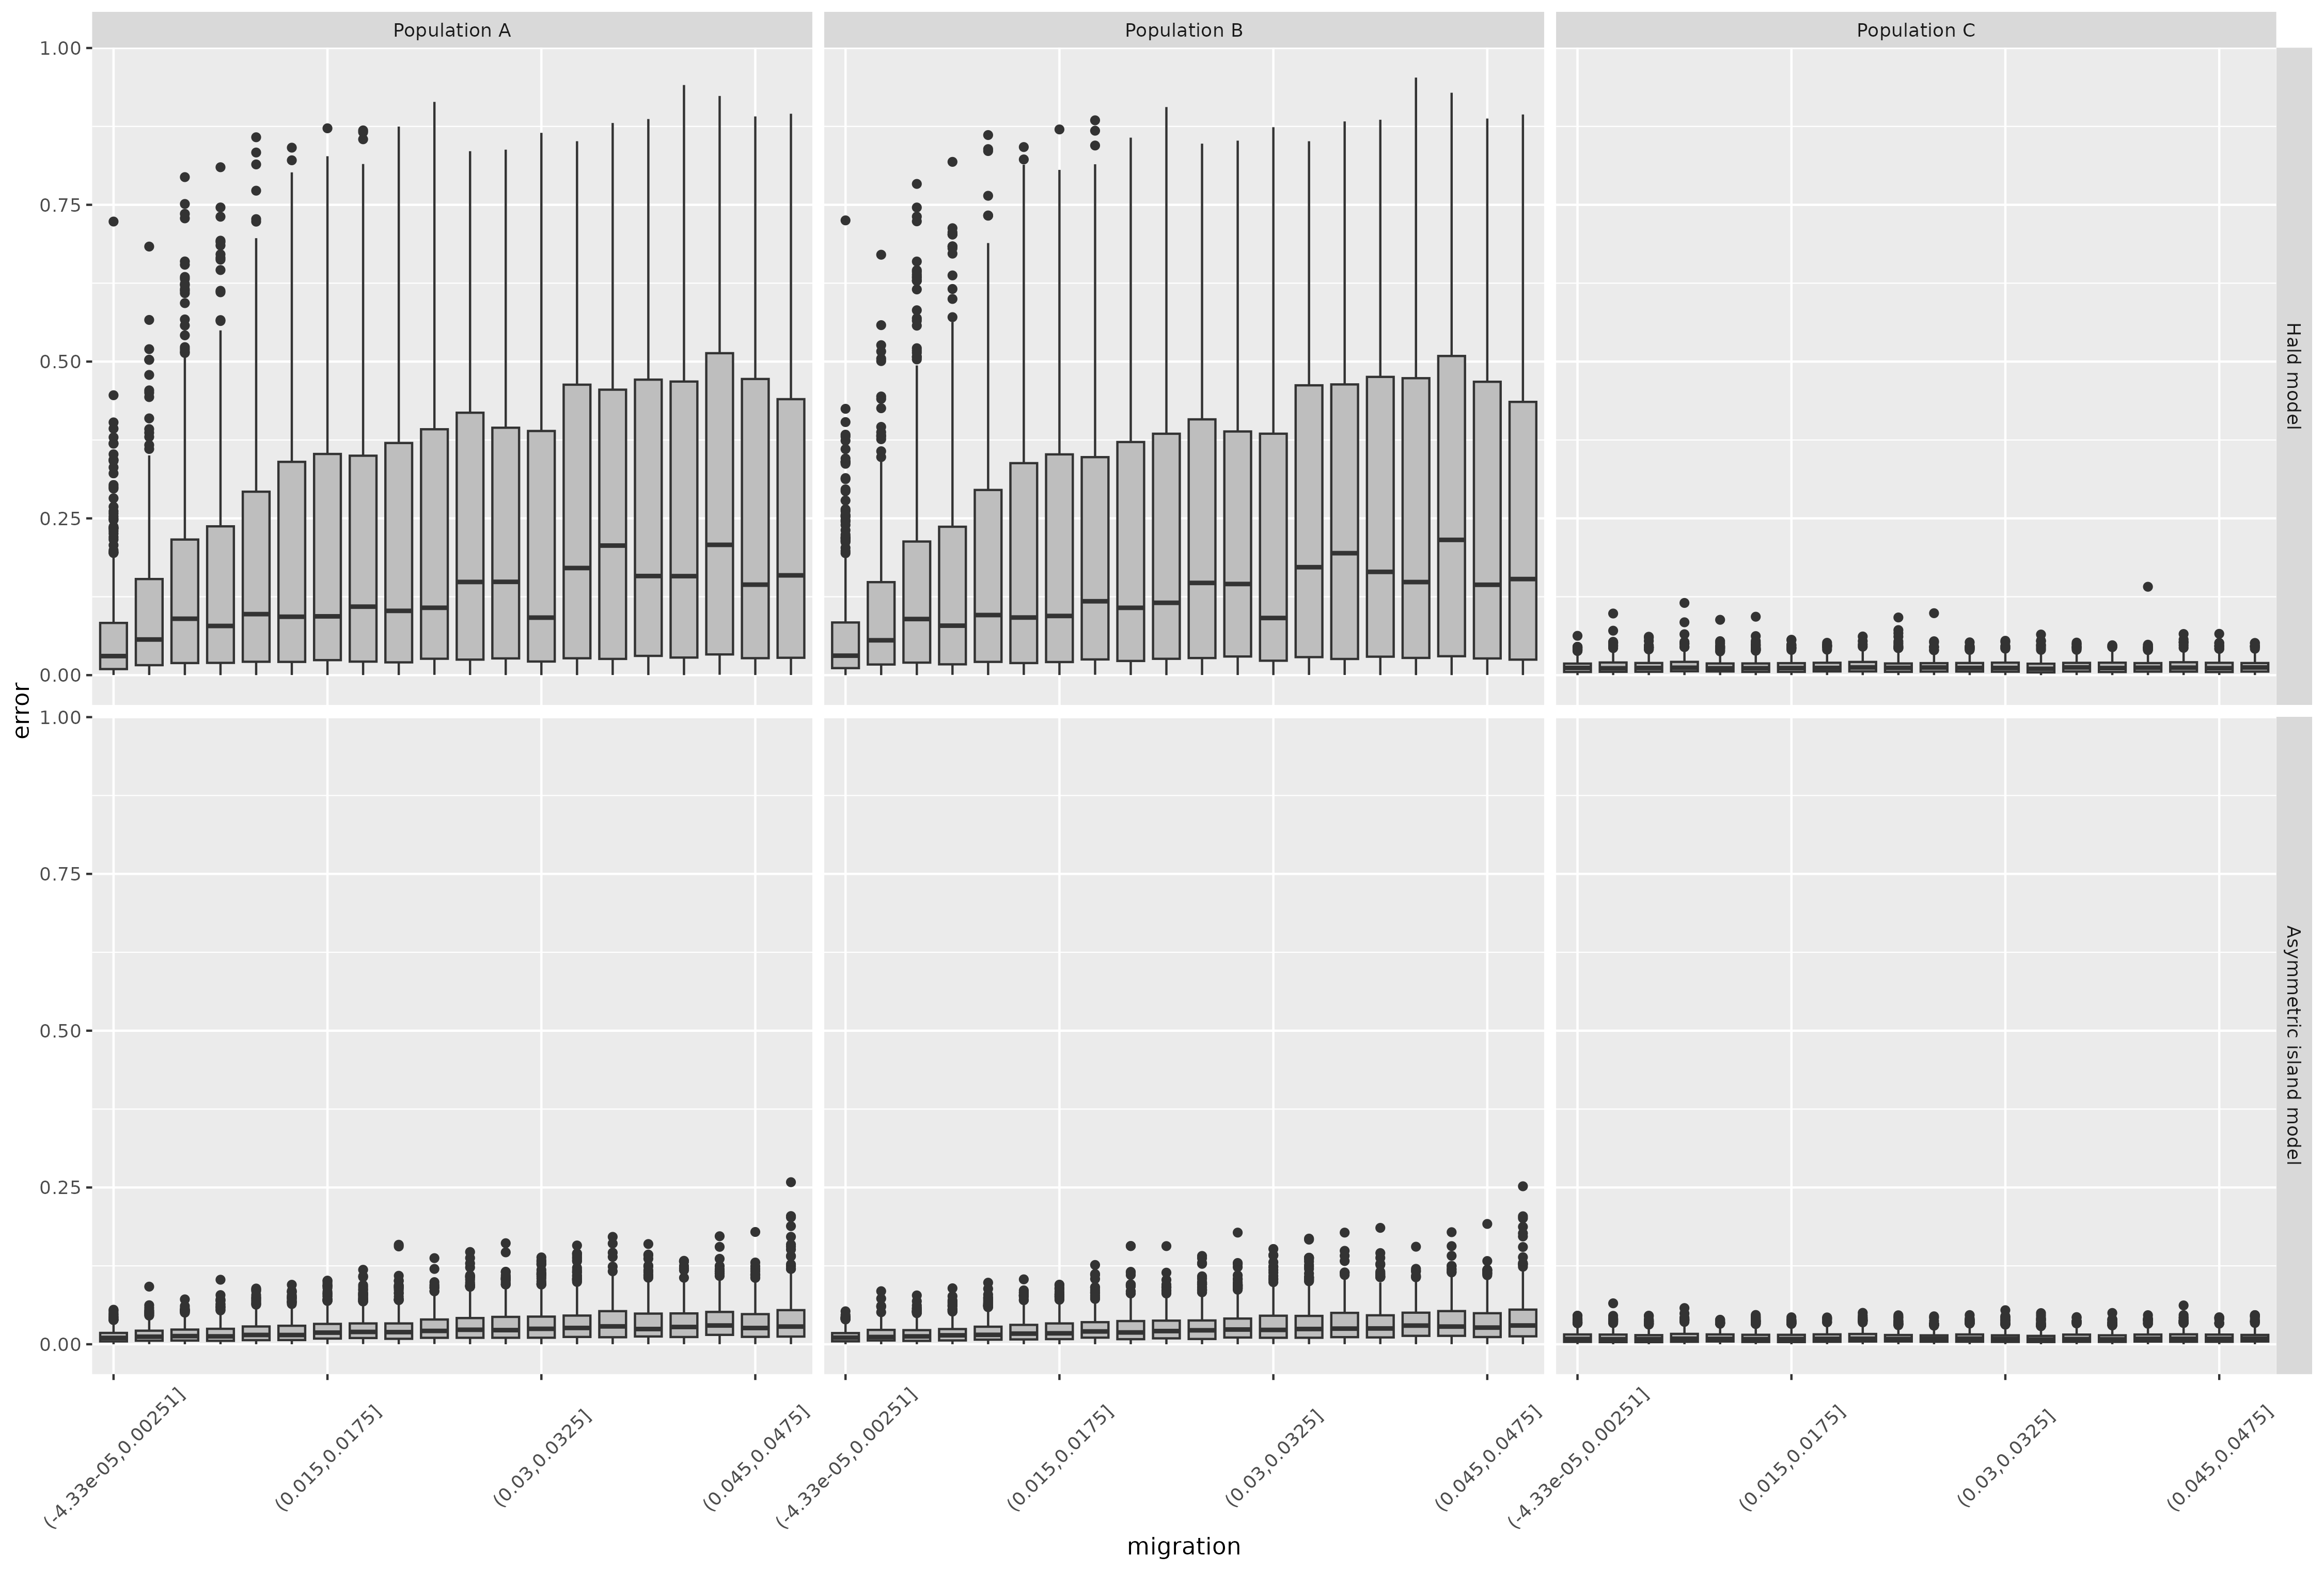 Population A
Population B
Population C
1.00
0.75
0.50
0.25
0.00
Hald model
error
1.00
0.75
0.50
0.25
0.00
Asymmetric island model
(-4.33e-05,0.00251]
(0.015,0.0175]
(0.03,0.0325]
(0.045,0.0475]
(-4.33e-05,0.00251]
(0.015,0.0175]
(0.03,0.0325]
(0.045,0.0475]
(-4.33e-05,0.00251]
(0.015,0.0175]
(0.03,0.0325]
(0.045,0.0475]
migration